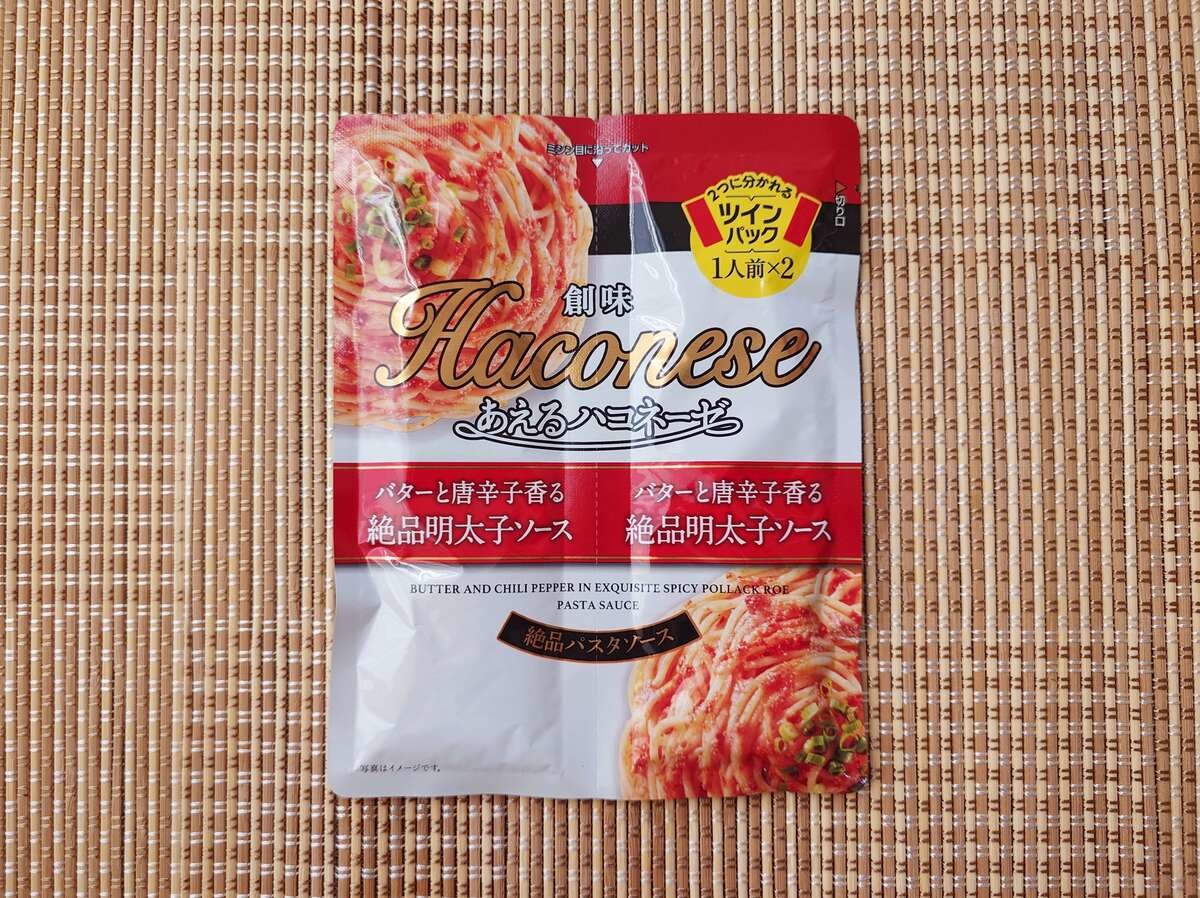 ミシン目に沿ってカット
切り口
2つに分かれる
ツイン
パック
1人前×2
創味
Haconese
あえるハコネーゼ
バターと唐辛子香る
絶品明太子ソース
バターと唐辛子香る
絶品明太子ソース
BUTTER AND CHILI PEPPER IN EXQUISITE SPICY POLLACK ROE
PASTA SAUCE
絶品パスタソース
写真はイメージです。